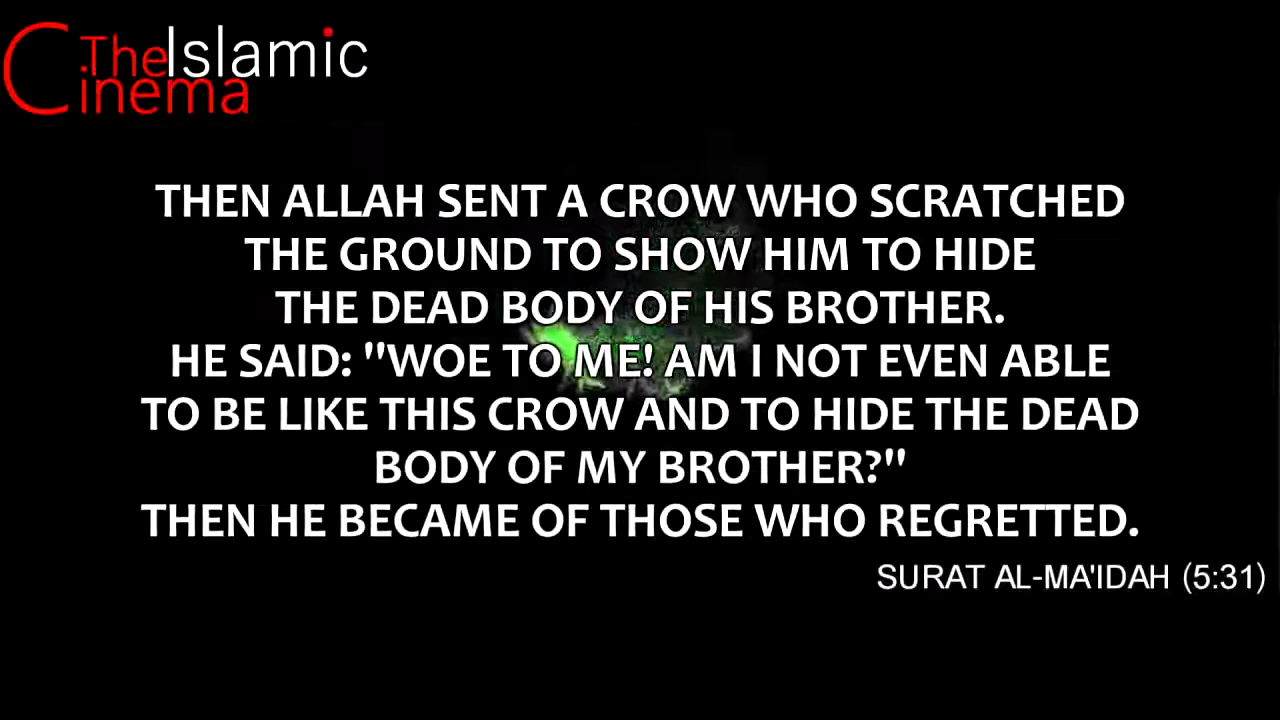 The Islamic
Cinema
THEN ALLAH SENT A CROW WHO SCRATCHED
THE GROUND TO SHOW HIM TO HIDE
THE DEAD BODY OF HIS BROTHER.
HE SAID: "WOE TO ME! AM I NOT EVEN ABLE
TO BE LIKE THIS CROW AND TO HIDE THE DEAD
BODY OF MY BROTHER?"
THEN HE BECAME OF THOSE WHO REGRETTED.
SURAT AL-MA'IDAH (5:31)